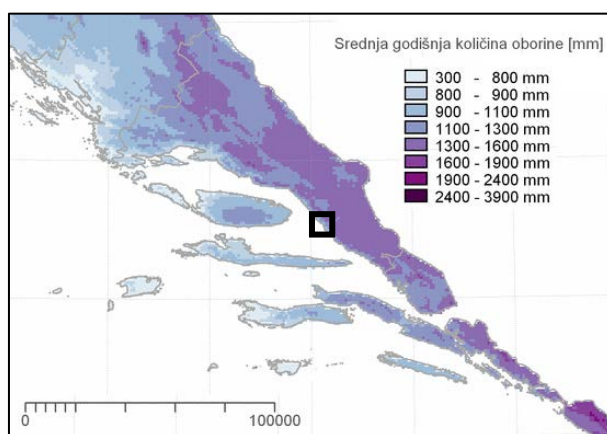 Srednja godišnja količina oborine [mm]
300 - 800 mm
800 - 900 mm
900 - 1100 mm
1100 - 1300 mm
1300 - 1600 mm
1600 - 1900 mm
1900 - 2400 mm
2400 - 3900 mm
0 100000